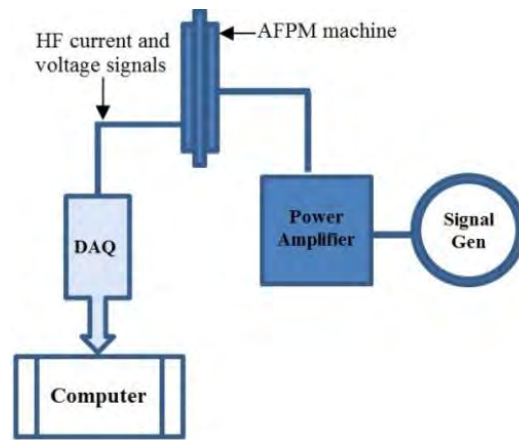 HF current and
voltage signals
AFPM machine
Power
Amplifier
Signal
Gen
DAQ
Computer